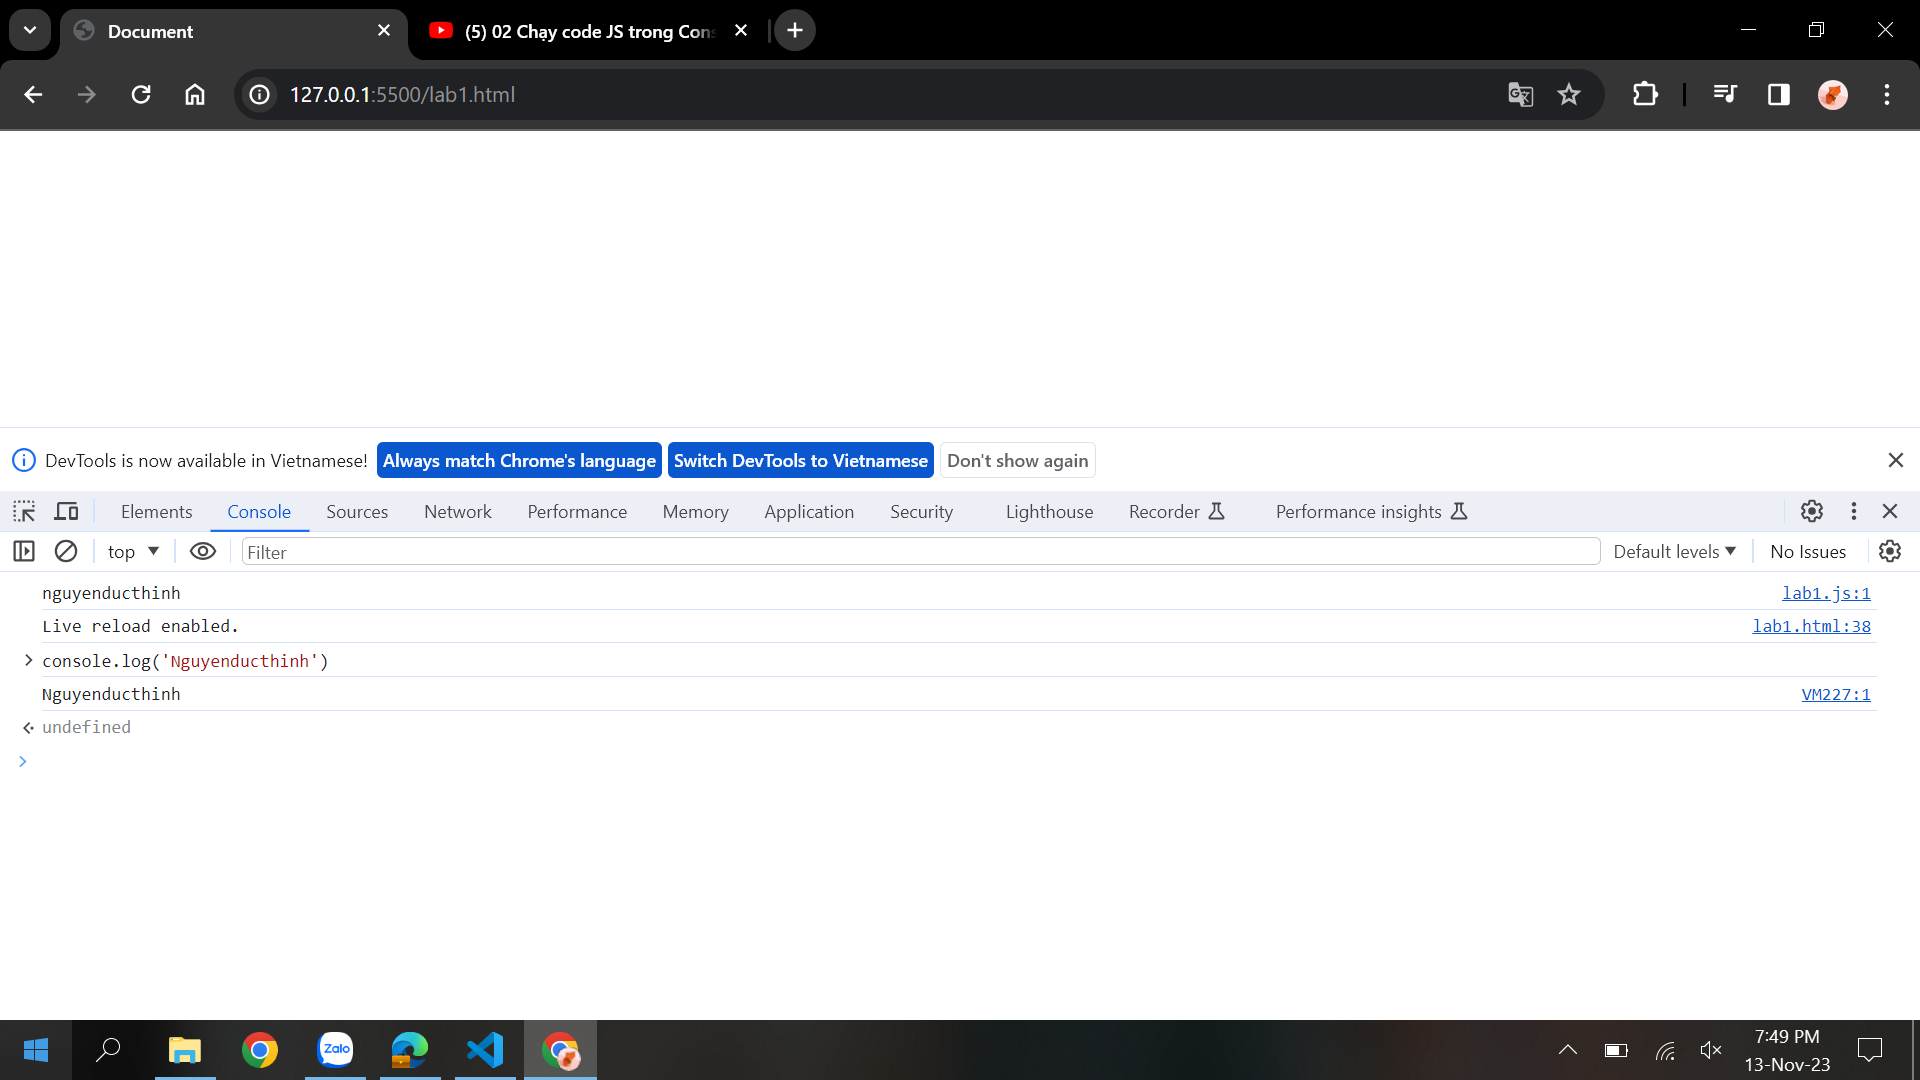 Document
(5) 02 Chạy code JS trong Cons
127.0.0.1:5500/lab1.html
DevTools is now available in Vietnamese! Always match Chrome's language Switch DevTools to Vietnamese Don't show again
Elements Console Sources Network Performance Memory Application Security Lighthouse Recorder Performance insights
top Filter Default levels No Issues
nguyenducthinh lab1.js:1
Live reload enabled. lab1.html:38
console.log('Nguyenducthinh')
Nguyenducthinh VM227:1
undefined
Zalo
7:49 PM
13-Nov-23